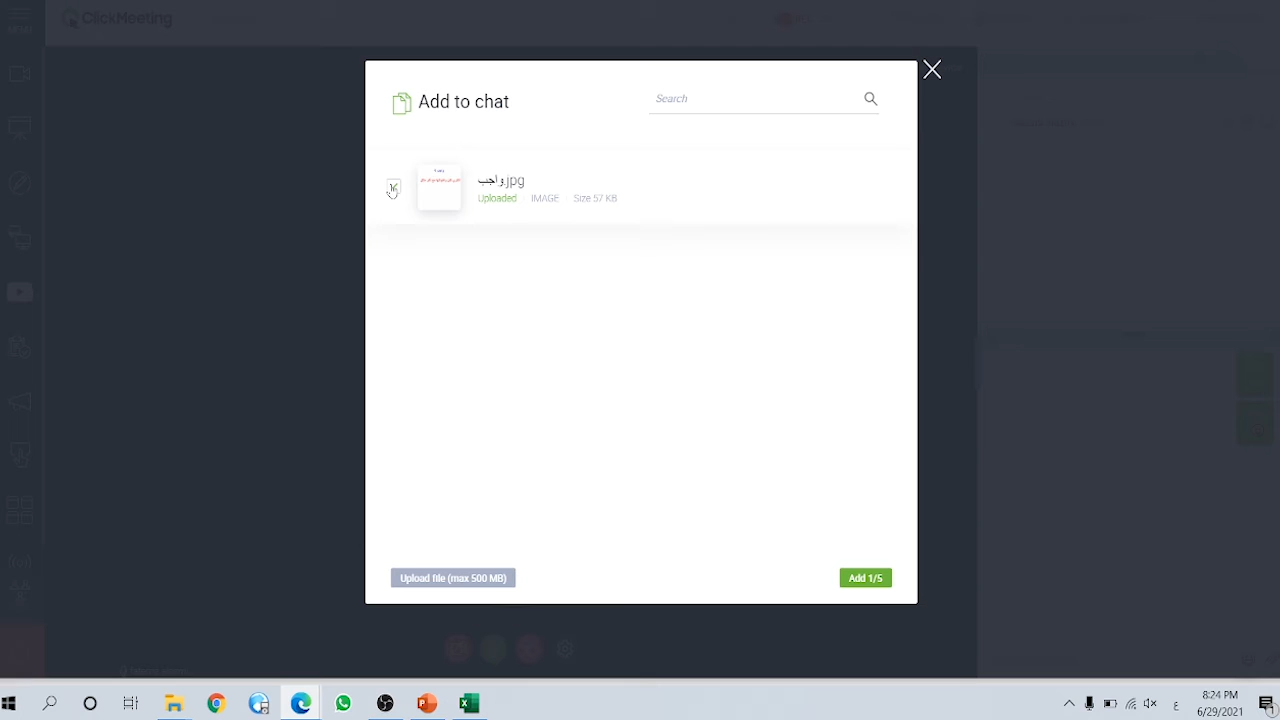 MENU
ClickMeeting
Add to chat
Search
واجب.jpg
Uploaded IMAGE Size 57 KB
Upload file (max 500 MB)
Add 1/5
ع
8:24 PM
6/29/2021